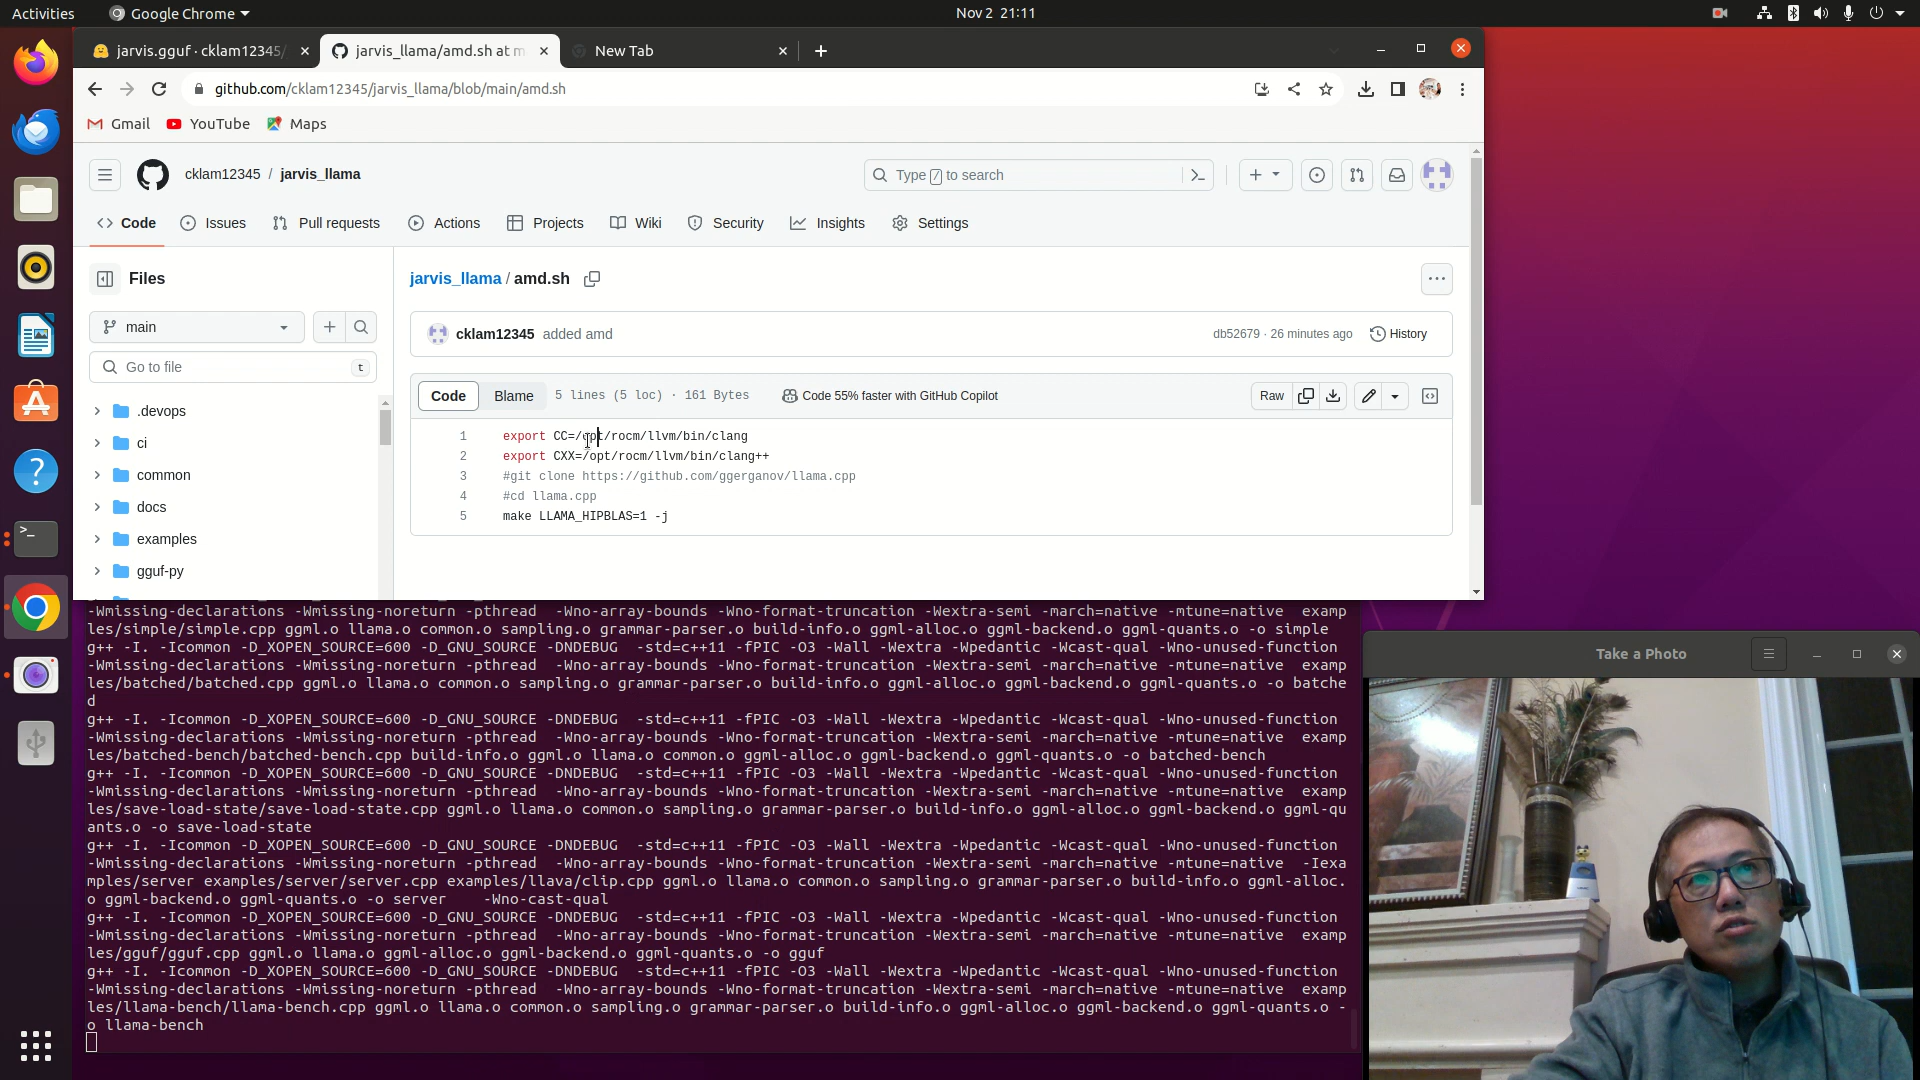 Activities
Google Chrome
Nov 2 21:11
jarvis.gguf · cklam12345/
jarvis_llama/amd.sh at m
New Tab
github.com/cklam12345/jarvis_llama/blob/main/amd.sh
Gmail
YouTube
Maps
cklam12345 / jarvis_llama
Type / to search
Code
Issues
Pull requests
Actions
Projects
Wiki
Security
Insights
Settings
Files
main
Go to file
t
.devops
ci
common
docs
examples
gguf-py
jarvis_llama / amd.sh
cklam12345 added amd
db52679 · 26 minutes ago
History
Code
Blame
5 lines (5 loc) · 161 Bytes
Code 55% faster with GitHub Copilot
Raw
1 export CC=/opt/rocm/llvm/bin/clang
2 export CXX=/opt/rocm/llvm/bin/clang++
3 #git clone https://github.com/ggerganov/llama.cpp
4 #cd llama.cpp
5 make LLAMA_HIPBLAS=1 -j
-Wmissing-declarations -Wmissing-noreturn -pthread  -Wno-array-bounds -Wno-format-truncation -Wextra-semi -march=native -mtune=native  examp
les/simple/simple.cpp ggml.o llama.o common.o sampling.o grammar-parser.o build-info.o ggml-alloc.o ggml-backend.o ggml-quants.o -o simple
g++ -I. -Icommon -D_XOPEN_SOURCE=600 -D_GNU_SOURCE -DNDEBUG  -std=c++11 -fPIC -O3 -Wall -Wextra -Wpedantic -Wcast-qual -Wno-unused-function
-Wmissing-declarations -Wmissing-noreturn -pthread  -Wno-array-bounds -Wno-format-truncation -Wextra-semi -march=native -mtune=native  examp
les/batched/batched.cpp ggml.o llama.o common.o sampling.o grammar-parser.o build-info.o ggml-alloc.o ggml-backend.o ggml-quants.o -o batche
d
g++ -I. -Icommon -D_XOPEN_SOURCE=600 -D_GNU_SOURCE -DNDEBUG  -std=c++11 -fPIC -O3 -Wall -Wextra -Wpedantic -Wcast-qual -Wno-unused-function
-Wmissing-declarations -Wmissing-noreturn -pthread  -Wno-array-bounds -Wno-format-truncation -Wextra-semi -march=native -mtune=native  examp
les/batched-bench/batched-bench.cpp build-info.o ggml.o llama.o common.o ggml-alloc.o ggml-backend.o ggml-quants.o -o batched-bench
g++ -I. -Icommon -D_XOPEN_SOURCE=600 -D_GNU_SOURCE -DNDEBUG  -std=c++11 -fPIC -O3 -Wall -Wextra -Wpedantic -Wcast-qual -Wno-unused-function
-Wmissing-declarations -Wmissing-noreturn -pthread  -Wno-array-bounds -Wno-format-truncation -Wextra-semi -march=native -mtune=native  examp
les/save-load-state/save-load-state.cpp ggml.o llama.o common.o sampling.o grammar-parser.o build-info.o ggml-alloc.o ggml-backend.o ggml-qu
ants.o -o save-load-state
g++ -I. -Icommon -D_XOPEN_SOURCE=600 -D_GNU_SOURCE -DNDEBUG  -std=c++11 -fPIC -O3 -Wall -Wextra -Wpedantic -Wcast-qual -Wno-unused-function
-Wmissing-declarations -Wmissing-noreturn -pthread  -Wno-array-bounds -Wno-format-truncation -Wextra-semi -march=native -mtune=native  -Iexa
mples/server examples/server/server.cpp examples/llava/clip.cpp ggml.o llama.o common.o sampling.o grammar-parser.o build-info.o ggml-alloc.
o ggml-backend.o ggml-quants.o -o server    -Wno-cast-qual
g++ -I. -Icommon -D_XOPEN_SOURCE=600 -D_GNU_SOURCE -DNDEBUG  -std=c++11 -fPIC -O3 -Wall -Wextra -Wpedantic -Wcast-qual -Wno-unused-function
-Wmissing-declarations -Wmissing-noreturn -pthread  -Wno-array-bounds -Wno-format-truncation -Wextra-semi -march=native -mtune=native  examp
les/gguf/gguf.cpp ggml.o llama.o ggml-alloc.o ggml-backend.o ggml-quants.o -o gguf
g++ -I. -Icommon -D_XOPEN_SOURCE=600 -D_GNU_SOURCE -DNDEBUG  -std=c++11 -fPIC -O3 -Wall -Wextra -Wpedantic -Wcast-qual -Wno-unused-function
-Wmissing-declarations -Wmissing-noreturn -pthread  -Wno-array-bounds -Wno-format-truncation -Wextra-semi -march=native -mtune=native  examp
les/llama-bench/llama-bench.cpp ggml.o llama.o common.o ggml-alloc.o sampling.o grammar-parser.o build-info.o ggml-backend.o ggml-quants.o -
o llama-bench
Take a Photo